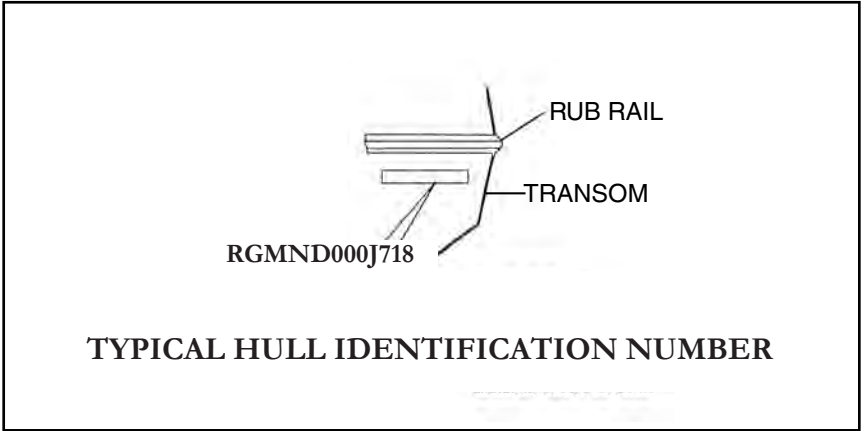 RUB RAIL
TRANSOM
RGMND000J718
TYPICAL HULL IDENTIFICATION NUMBER